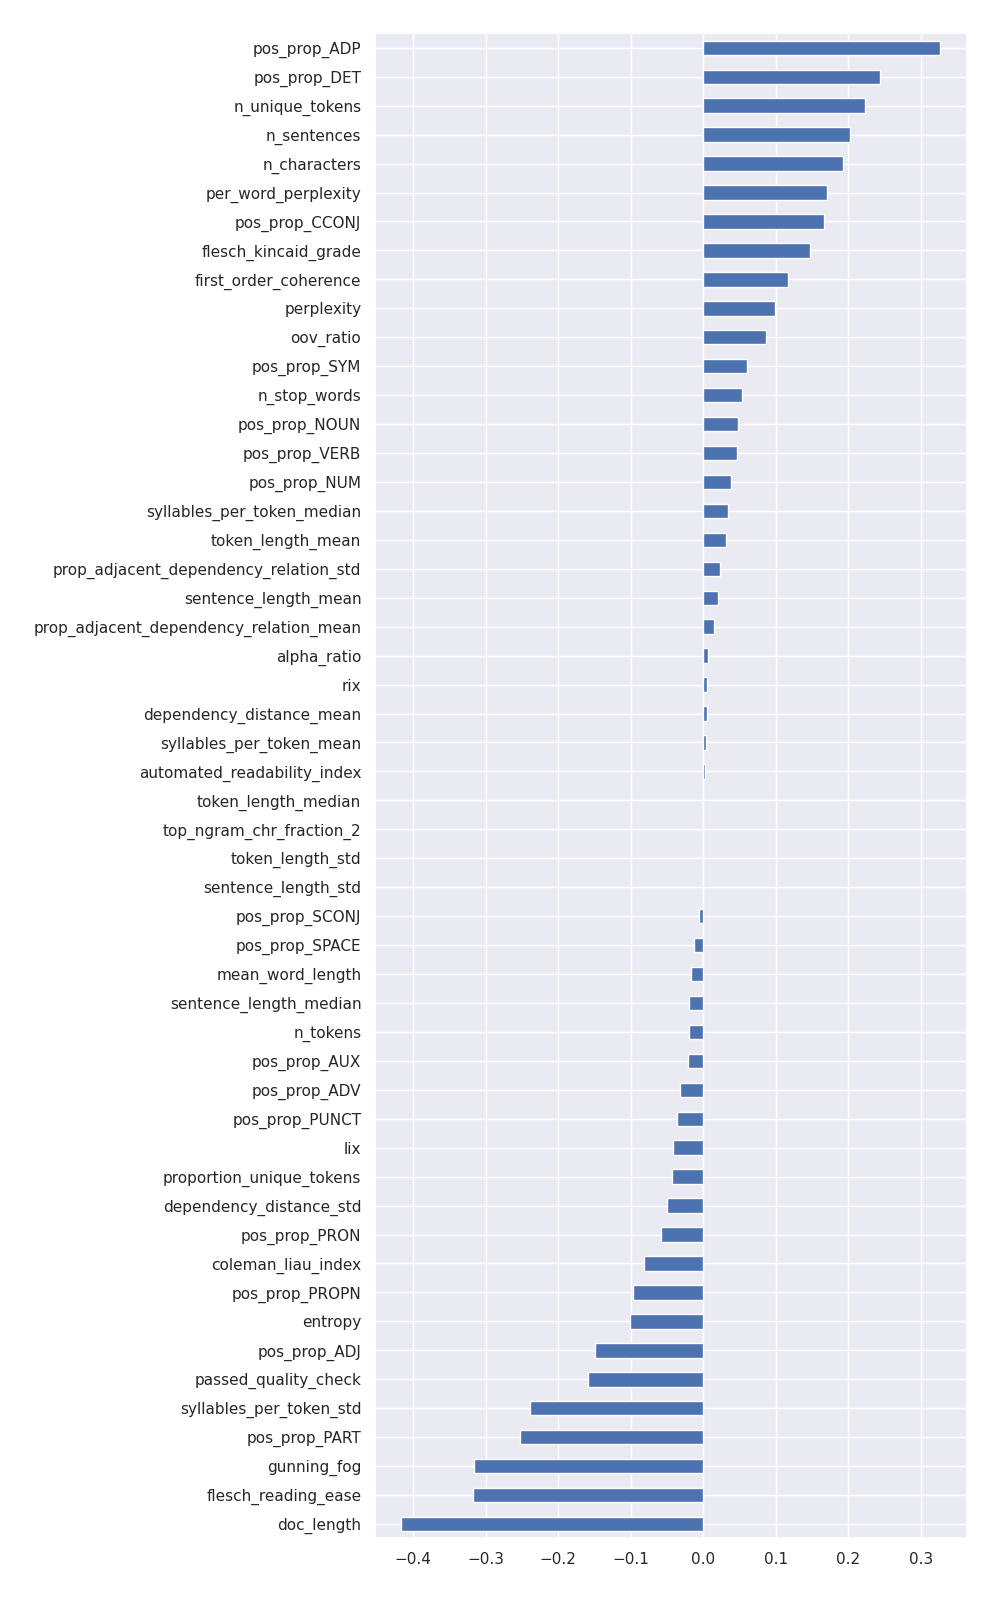 pos_prop_ADP
pos_prop_DET
n_unique_tokens
n_sentences
n_characters
per_word_perplexity
pos_prop_CCONJ
flesch_kincaid_grade
first_order_coherence
perplexity
oov_ratio
pos_prop_SYM
n_stop_words
pos_prop_NOUN
pos_prop_VERB
pos_prop_NUM
syllables_per_token_median
token_length_mean
prop_adjacent_dependency_relation_std
sentence_length_mean
prop_adjacent_dependency_relation_mean
alpha_ratio
rix
dependency_distance_mean
syllables_per_token_mean
automated_readability_index
token_length_median
top_ngram_chr_fraction_2
token_length_std
sentence_length_std
pos_prop_SCONJ
pos_prop_SPACE
mean_word_length
sentence_length_median
n_tokens
pos_prop_AUX
pos_prop_ADV
pos_prop_PUNCT
lix
proportion_unique_tokens
dependency_distance_std
pos_prop_PRON
coleman_liau_index
pos_prop_PROPN
entropy
pos_prop_ADJ
passed_quality_check
syllables_per_token_std
pos_prop_PART
gunning_fog
flesch_reading_ease
doc_length
−0.4 −0.3 −0.2 −0.1 0.0 0.1 0.2 0.3